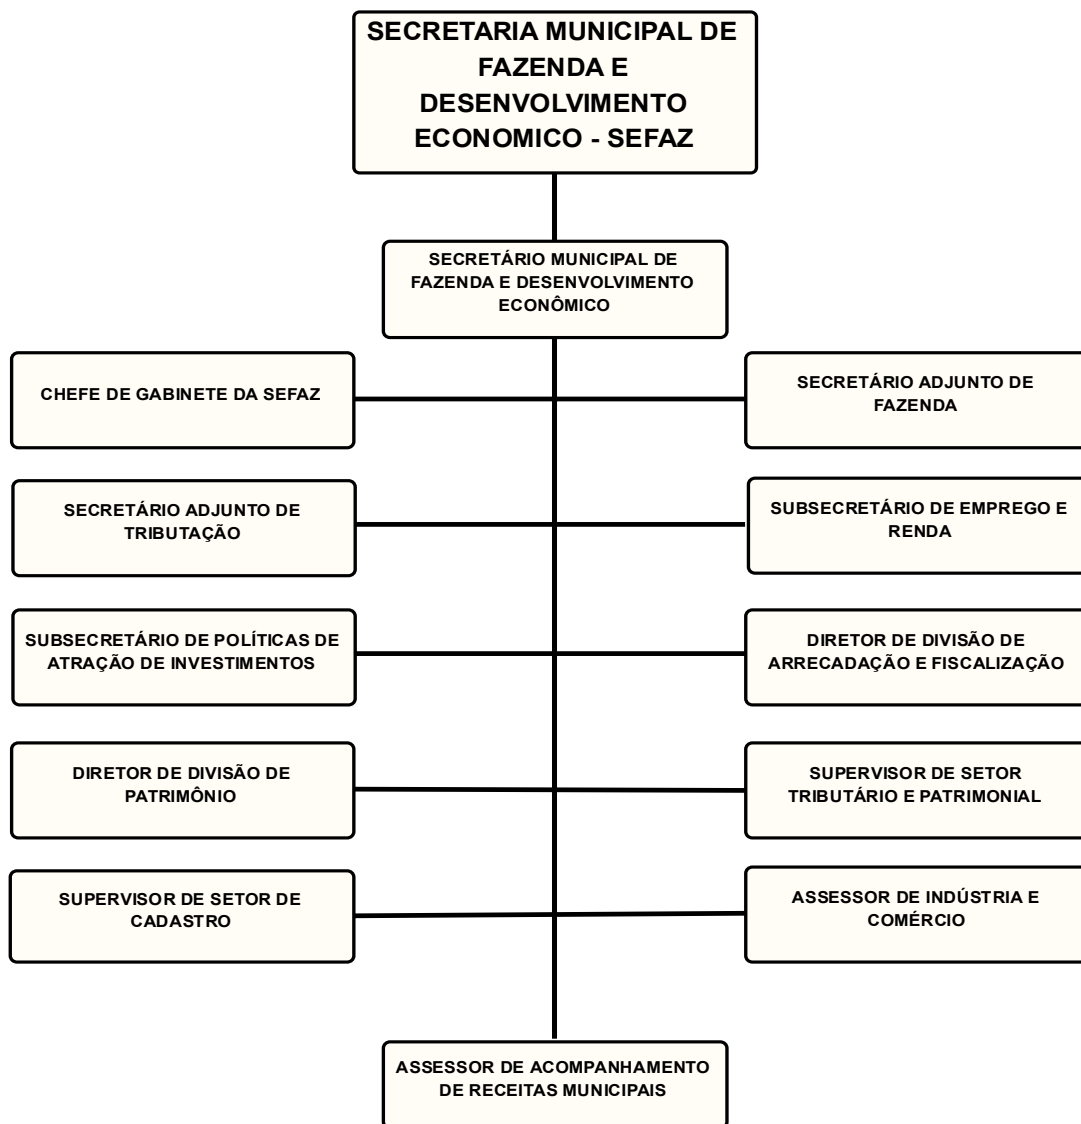 SECRETARIA MUNICIPAL DE
FAZENDA E
DESENVOLVIMENTO
ECONOMICO - SEFAZ
SECRETÁRIO MUNICIPAL DE
FAZENDA E DESENVOLVIMENTO
ECONÔMICO
CHEFE DE GABINETE DA SEFAZ
SECRETÁRIO ADJUNTO DE
FAZENDA
SECRETÁRIO ADJUNTO DE
TRIBUTAÇÃO
SUBSECRETÁRIO DE EMPREGO E
RENDA
SUBSECRETÁRIO DE POLÍTICAS DE
ATRAÇÃO DE INVESTIMENTOS
DIRETOR DE DIVISÃO DE
ARRECADAÇÃO E FISCALIZAÇÃO
DIRETOR DE DIVISÃO DE
PATRIMÔNIO
SUPERVISOR DE SETOR
TRIBUTÁRIO E PATRIMONIAL
SUPERVISOR DE SETOR DE
CADASTRO
ASSESSOR DE INDÚSTRIA E
COMÉRCIO
ASSESSOR DE ACOMPANHAMENTO
DE RECEITAS MUNICIPAIS